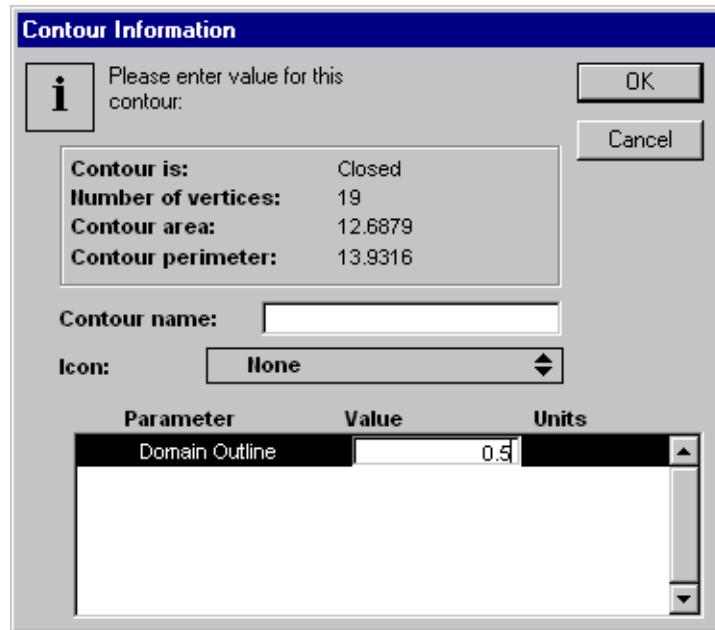 Contour Information
i
Please enter value for this
contour:
OK
Cancel
Contour is: Closed
Number of vertices: 19
Contour area: 12.6879
Contour perimeter: 13.9316
Contour name:
Icon: None
Parameter Value Units
Domain Outline 0.5